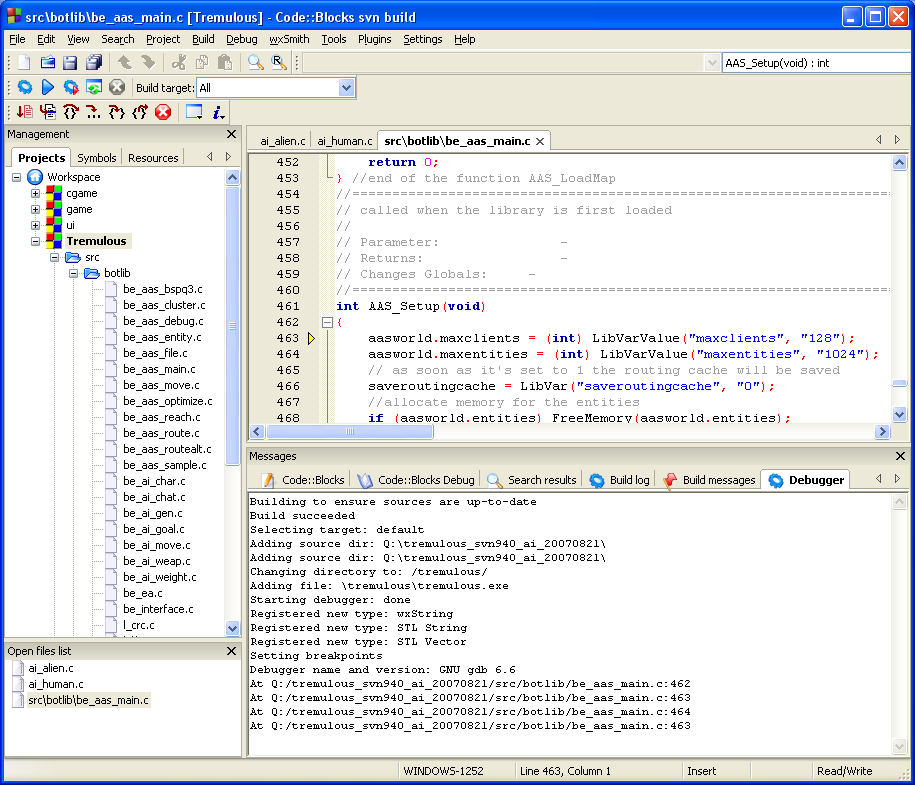 src\botlib\be_aas_main.c [Tremulous] - Code::Blocks svn build
File Edit View Search Project Build Debug wxSmith Tools Plugins Settings Help
AAS_Setup(void) : int
Build target: All
Management
Projects Symbols Resources
Workspace
cgame
game
ui
Tremulous
src
botlib
be_aas_bspq3.c
be_aas_cluster.c
be_aas_debug.c
be_aas_entity.c
be_aas_file.c
be_aas_main.c
be_aas_move.c
be_aas_optimize.c
be_aas_reach.c
be_aas_route.c
be_aas_routealt.c
be_aas_sample.c
be_ai_char.c
be_ai_chat.c
be_ai_gen.c
be_ai_goal.c
be_ai_move.c
be_ai_weap.c
be_ai_weight.c
be_ea.c
be_interface.c
l_crc.c
Open files list
ai_alien.c
ai_human.c
src\botlib\be_aas_main.c
ai_alien.c ai_human.c src\botlib\be_aas_main.c
452 return 0;
453 } //end of the function AAS_LoadMap
454 //=====================================================================
455 // called when the library is first loaded
456 //
457 // Parameter: -
458 // Returns: -
459 // Changes Globals: -
460 //=====================================================================
461 int AAS_Setup(void)
462 {
463 aasworld.maxclients = (int) LibVarValue("maxclients", "128");
464 aasworld.maxentities = (int) LibVarValue("maxentities", "1024");
465 // as soon as it's set to 1 the routing cache will be saved
466 saveroutingcache = LibVar("saveroutingcache", "0");
467 //allocate memory for the entities
468 if (aasworld.entities) FreeMemory(aasworld.entities);
Messages
Code::Blocks Code::Blocks Debug Search results Build log Build messages Debugger
Building to ensure sources are up-to-date
Build succeeded
Selecting target: default
Adding source dir: Q:\tremulous_svn940_ai_20070821\
Adding source dir: Q:\tremulous_svn940_ai_20070821\
Changing directory to: /tremulous/
Adding file: \tremulous\tremulous.exe
Starting debugger: done
Registered new type: wxString
Registered new type: STL String
Registered new type: STL Vector
Setting breakpoints
Debugger name and version: GNU gdb 6.6
At Q:/tremulous_svn940_ai_20070821/src/botlib/be_aas_main.c:462
At Q:/tremulous_svn940_ai_20070821/src/botlib/be_aas_main.c:463
At Q:/tremulous_svn940_ai_20070821/src/botlib/be_aas_main.c:464
At Q:/tremulous_svn940_ai_20070821/src/botlib/be_aas_main.c:463
WINDOWS-1252 Line 463, Column 1 Insert Read/Write